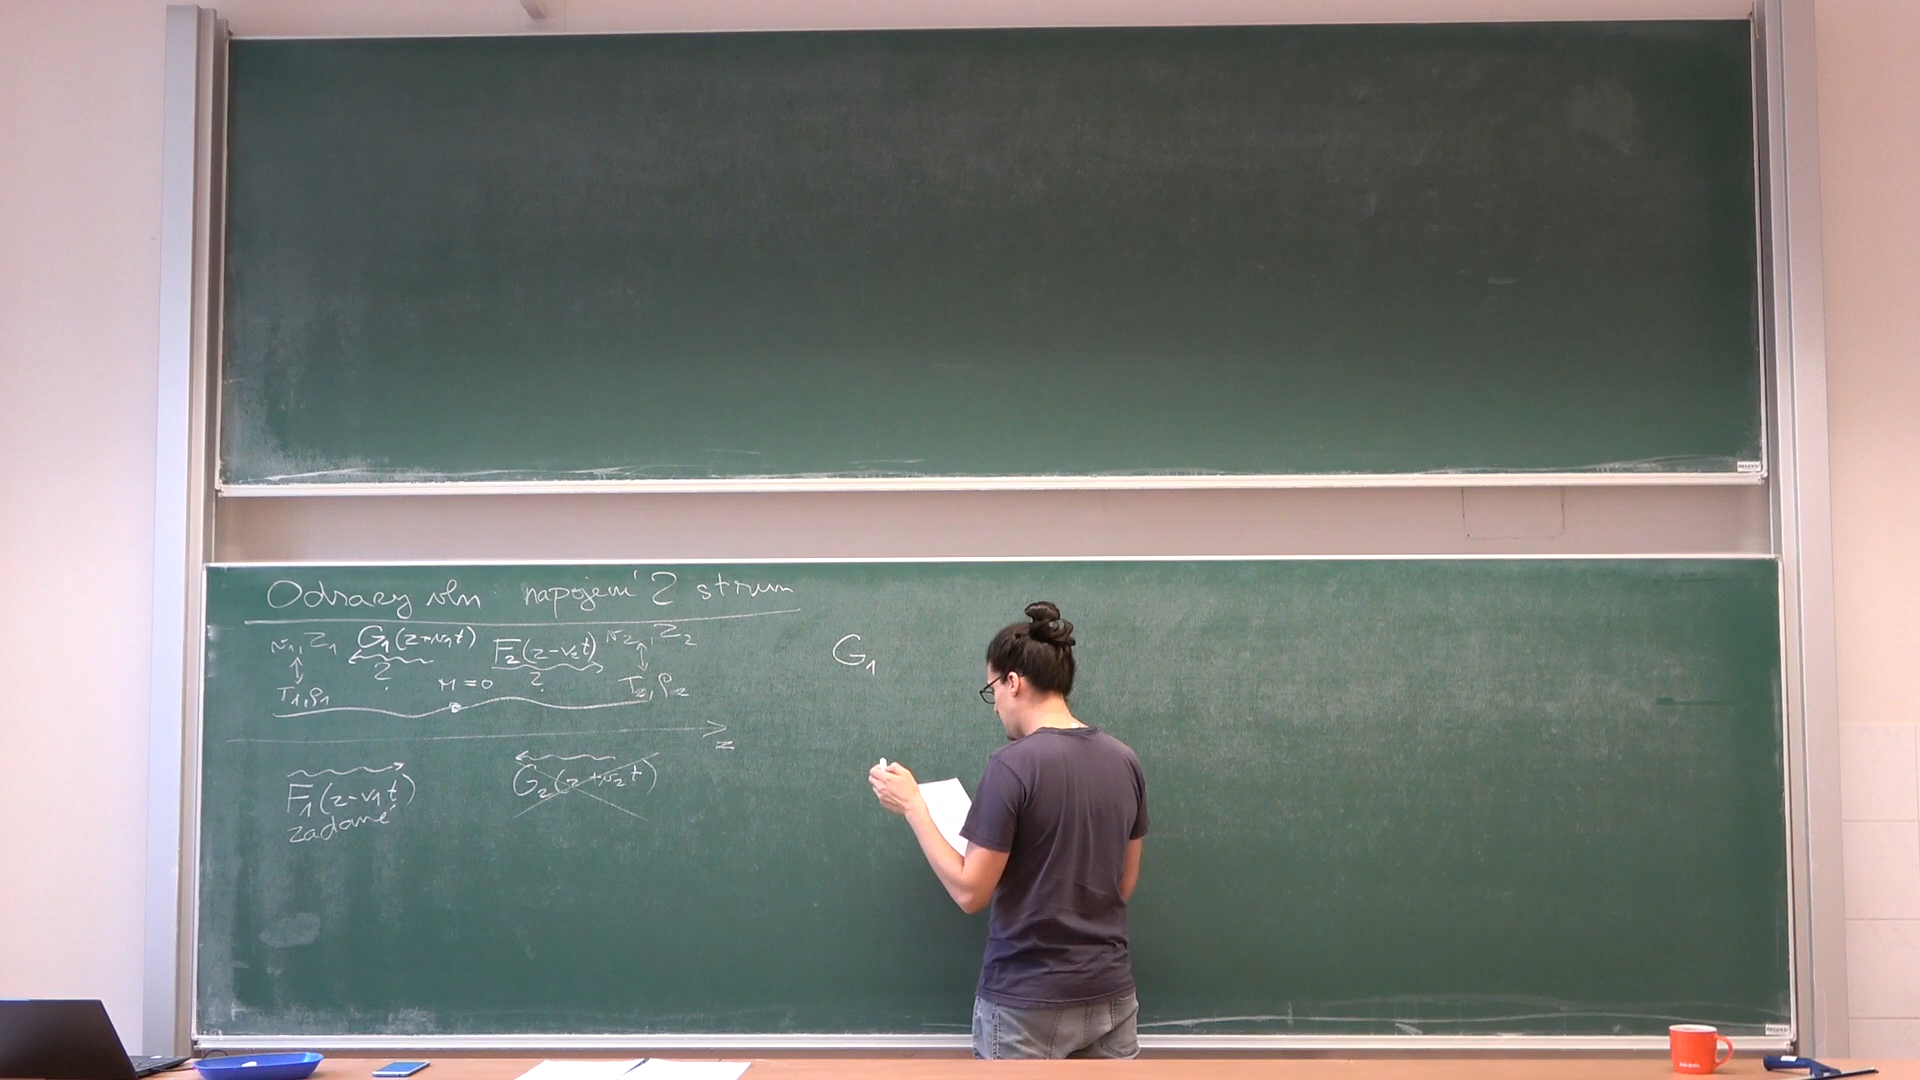 Odrazy vln napojení 2 strun
v₁, Z₁ G₁(z+v₁t) F₂(z-v₂t) v₂, Z₂
? ?
T₁, ρ₁ M=0 T₂, ρ₂
z
F₁(z-v₁t) G₂(z+v₂t)
zadané
G₁